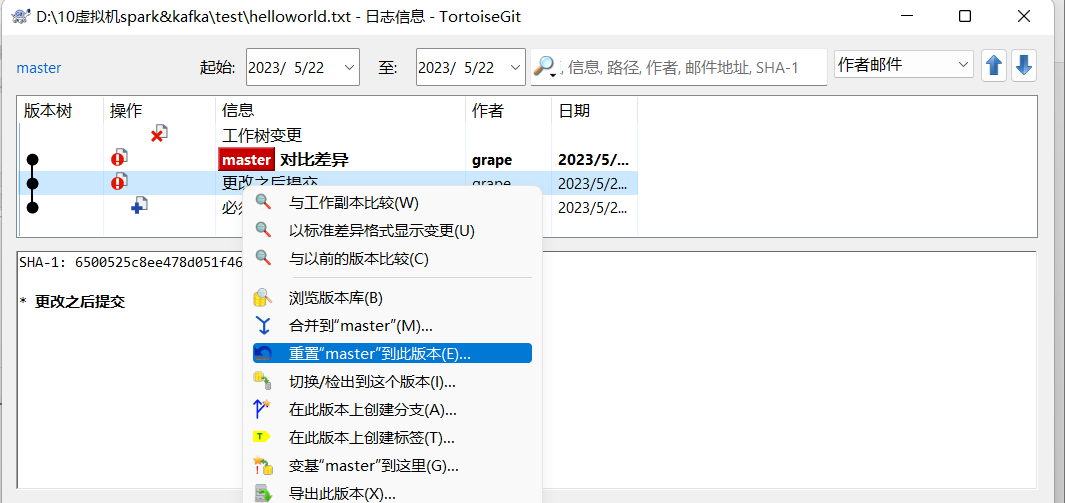 D:\10虚拟机spark&kafka\test\helloworld.txt - 日志信息 - TortoiseGit
master 起始: 2023/ 5/22 至: 2023/ 5/22 信息, 路径, 作者, 邮件地址, SHA-1 作者邮件
版本树 操作 信息 作者 日期
工作树变更
master 对比差异 grape 2023/5/...
更改之后提交 grape 2023/5/2...
2023/5/2...
与工作副本比较(W)
以标准差异格式显示变更(U)
SHA-1: 6500525c8ee478d051f46
与以前的版本比较(C)
* 更改之后提交
浏览版本库(B)
合并到“master”(M)...
重置“master”到此版本(E)...
切换/检出到这个版本(I)...
在此版本上创建分支(A)...
在此版本上创建标签(T)...
变基“master”到这里(G)...
导出此版本(X)...